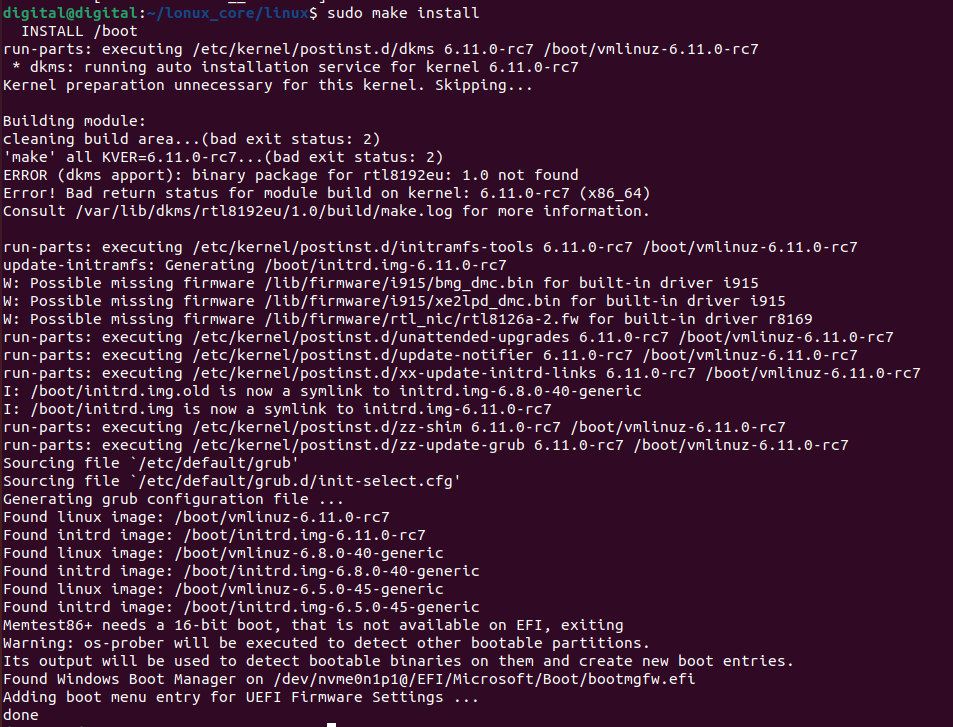 digital@digital:~/lonux_core/linux$ sudo make install
  INSTALL /boot
run-parts: executing /etc/kernel/postinst.d/dkms 6.11.0-rc7 /boot/vmlinuz-6.11.0-rc7
 * dkms: running auto installation service for kernel 6.11.0-rc7
Kernel preparation unnecessary for this kernel. Skipping...

Building module:
cleaning build area...(bad exit status: 2)
'make' all KVER=6.11.0-rc7...(bad exit status: 2)
ERROR (dkms apport): binary package for rtl8192eu: 1.0 not found
Error! Bad return status for module build on kernel: 6.11.0-rc7 (x86_64)
Consult /var/lib/dkms/rtl8192eu/1.0/build/make.log for more information.

run-parts: executing /etc/kernel/postinst.d/initramfs-tools 6.11.0-rc7 /boot/vmlinuz-6.11.0-rc7
update-initramfs: Generating /boot/initrd.img-6.11.0-rc7
W: Possible missing firmware /lib/firmware/i915/bmg_dmc.bin for built-in driver i915
W: Possible missing firmware /lib/firmware/i915/xe2lpd_dmc.bin for built-in driver i915
W: Possible missing firmware /lib/firmware/rtl_nic/rtl8126a-2.fw for built-in driver r8169
run-parts: executing /etc/kernel/postinst.d/unattended-upgrades 6.11.0-rc7 /boot/vmlinuz-6.11.0-rc7
run-parts: executing /etc/kernel/postinst.d/update-notifier 6.11.0-rc7 /boot/vmlinuz-6.11.0-rc7
run-parts: executing /etc/kernel/postinst.d/xx-update-initrd-links 6.11.0-rc7 /boot/vmlinuz-6.11.0-rc7
I: /boot/initrd.img.old is now a symlink to initrd.img-6.8.0-40-generic
I: /boot/initrd.img is now a symlink to initrd.img-6.11.0-rc7
run-parts: executing /etc/kernel/postinst.d/zz-shim 6.11.0-rc7 /boot/vmlinuz-6.11.0-rc7
run-parts: executing /etc/kernel/postinst.d/zz-update-grub 6.11.0-rc7 /boot/vmlinuz-6.11.0-rc7
Sourcing file `/etc/default/grub'
Sourcing file `/etc/default/grub.d/init-select.cfg'
Generating grub configuration file ...
Found linux image: /boot/vmlinuz-6.11.0-rc7
Found initrd image: /boot/initrd.img-6.11.0-rc7
Found linux image: /boot/vmlinuz-6.8.0-40-generic
Found initrd image: /boot/initrd.img-6.8.0-40-generic
Found linux image: /boot/vmlinuz-6.5.0-45-generic
Found initrd image: /boot/initrd.img-6.5.0-45-generic
Memtest86+ needs a 16-bit boot, that is not available on EFI, exiting
Warning: os-prober will be executed to detect other bootable partitions.
Its output will be used to detect bootable binaries on them and create new boot entries.
Found Windows Boot Manager on /dev/nvme0n1p1@/EFI/Microsoft/Boot/bootmgfw.efi
Adding boot menu entry for UEFI Firmware Settings ...
done